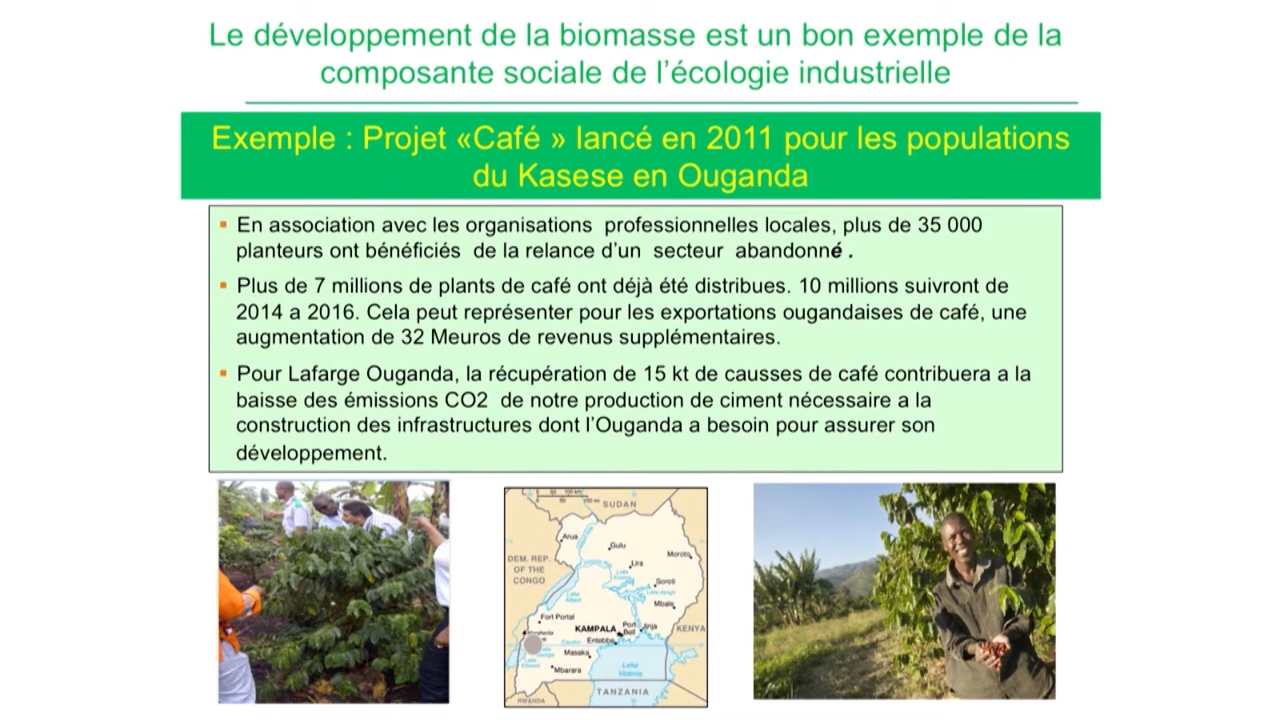 Le développement de la biomasse est un bon exemple de la
composante sociale de l'écologie industrielle
Exemple : Projet «Café » lancé en 2011 pour les populations
du Kasese en Ouganda
En association avec les organisations professionnelles locales, plus de 35 000
planteurs ont bénéficiés de la relance d'un secteur abandonné .
Plus de 7 millions de plants de café ont déjà été distribues. 10 millions suivront de
2014 a 2016. Cela peut représenter pour les exportations ougandaises de café, une
augmentation de 32 Meuros de revenus supplémentaires.
Pour Lafarge Ouganda, la récupération de 15 kt de causses de café contribuera a la
baisse des émissions CO2 de notre production de ciment nécessaire a la
construction des infrastructures dont l'Ouganda a besoin pour assurer son
développement.
SUDAN
Arua
Gulu
Moroto
DEM. REP.
OF THE
CONGO
Lira
Soroti
Lake
Albert
Lake Kyoga
Mbale
Fort Portal
KAMPALA
Port
Bell
Jinja
KENYA
Entebbe
Masaka
Mbarara
Lake
Victoria
TANZANIA
RWANDA